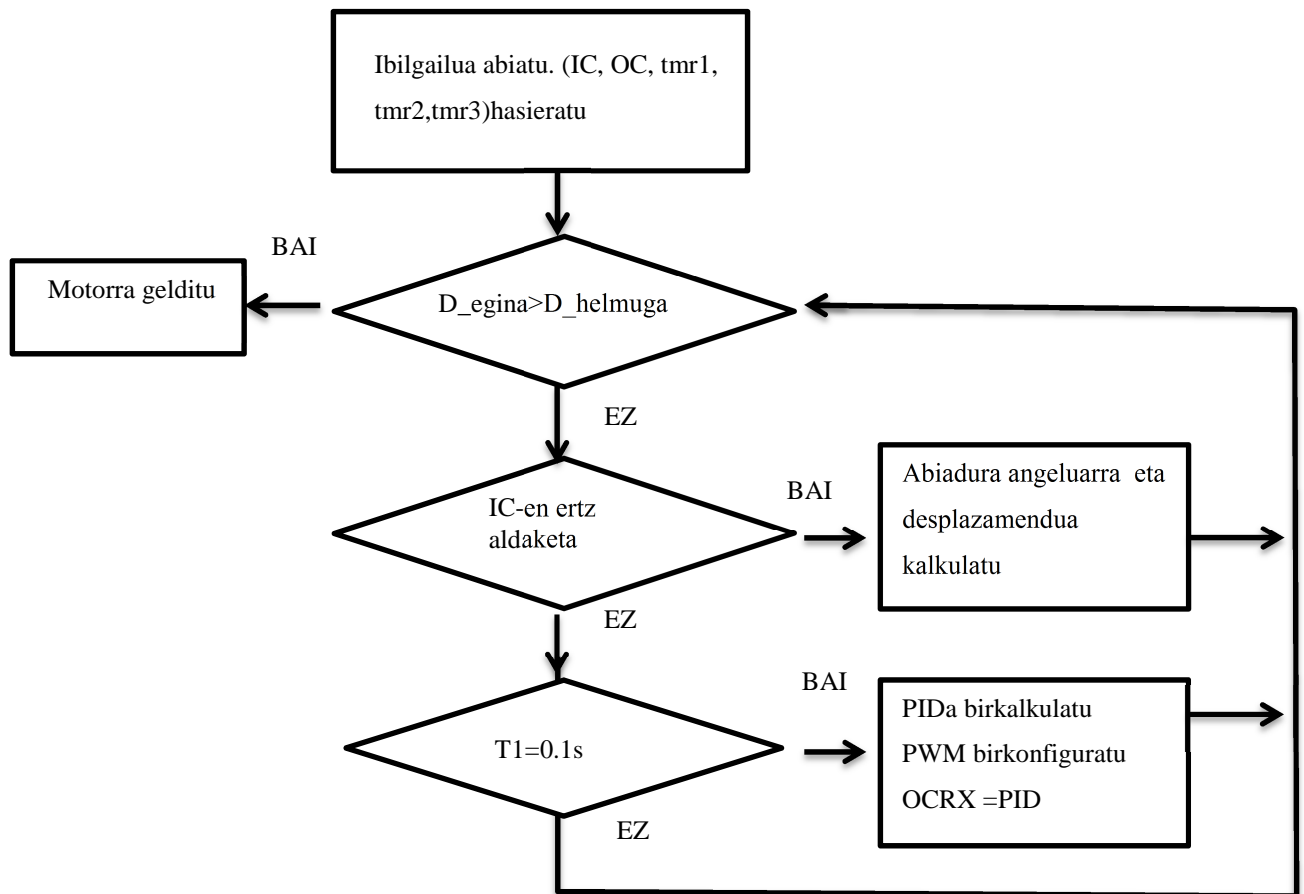 Ibilgailua abiatu. (IC, OC, tmr1,
tmr2,tmr3)hasieratu
BAI
Motorra gelditu
D_egina>D_helmuga
EZ
IC-en ertz
aldaketa
BAI
Abiadura angeluarra eta
desplazamendua
kalkulatu
EZ
T1=0.1s
BAI
PIDa birkalkulatu
PWM birkonfiguratu
OCRX =PID
EZ